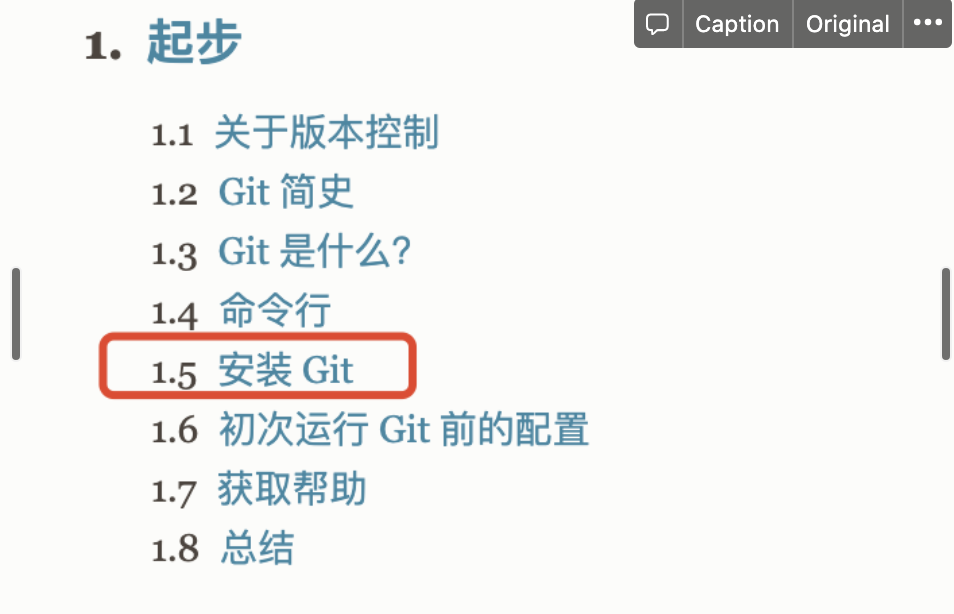 Caption Original •••
1. 起步
1.1 关于版本控制
1.2 Git 简史
1.3 Git 是什么？
1.4 命令行
1.5 安装 Git
1.6 初次运行 Git 前的配置
1.7 获取帮助
1.8 总结